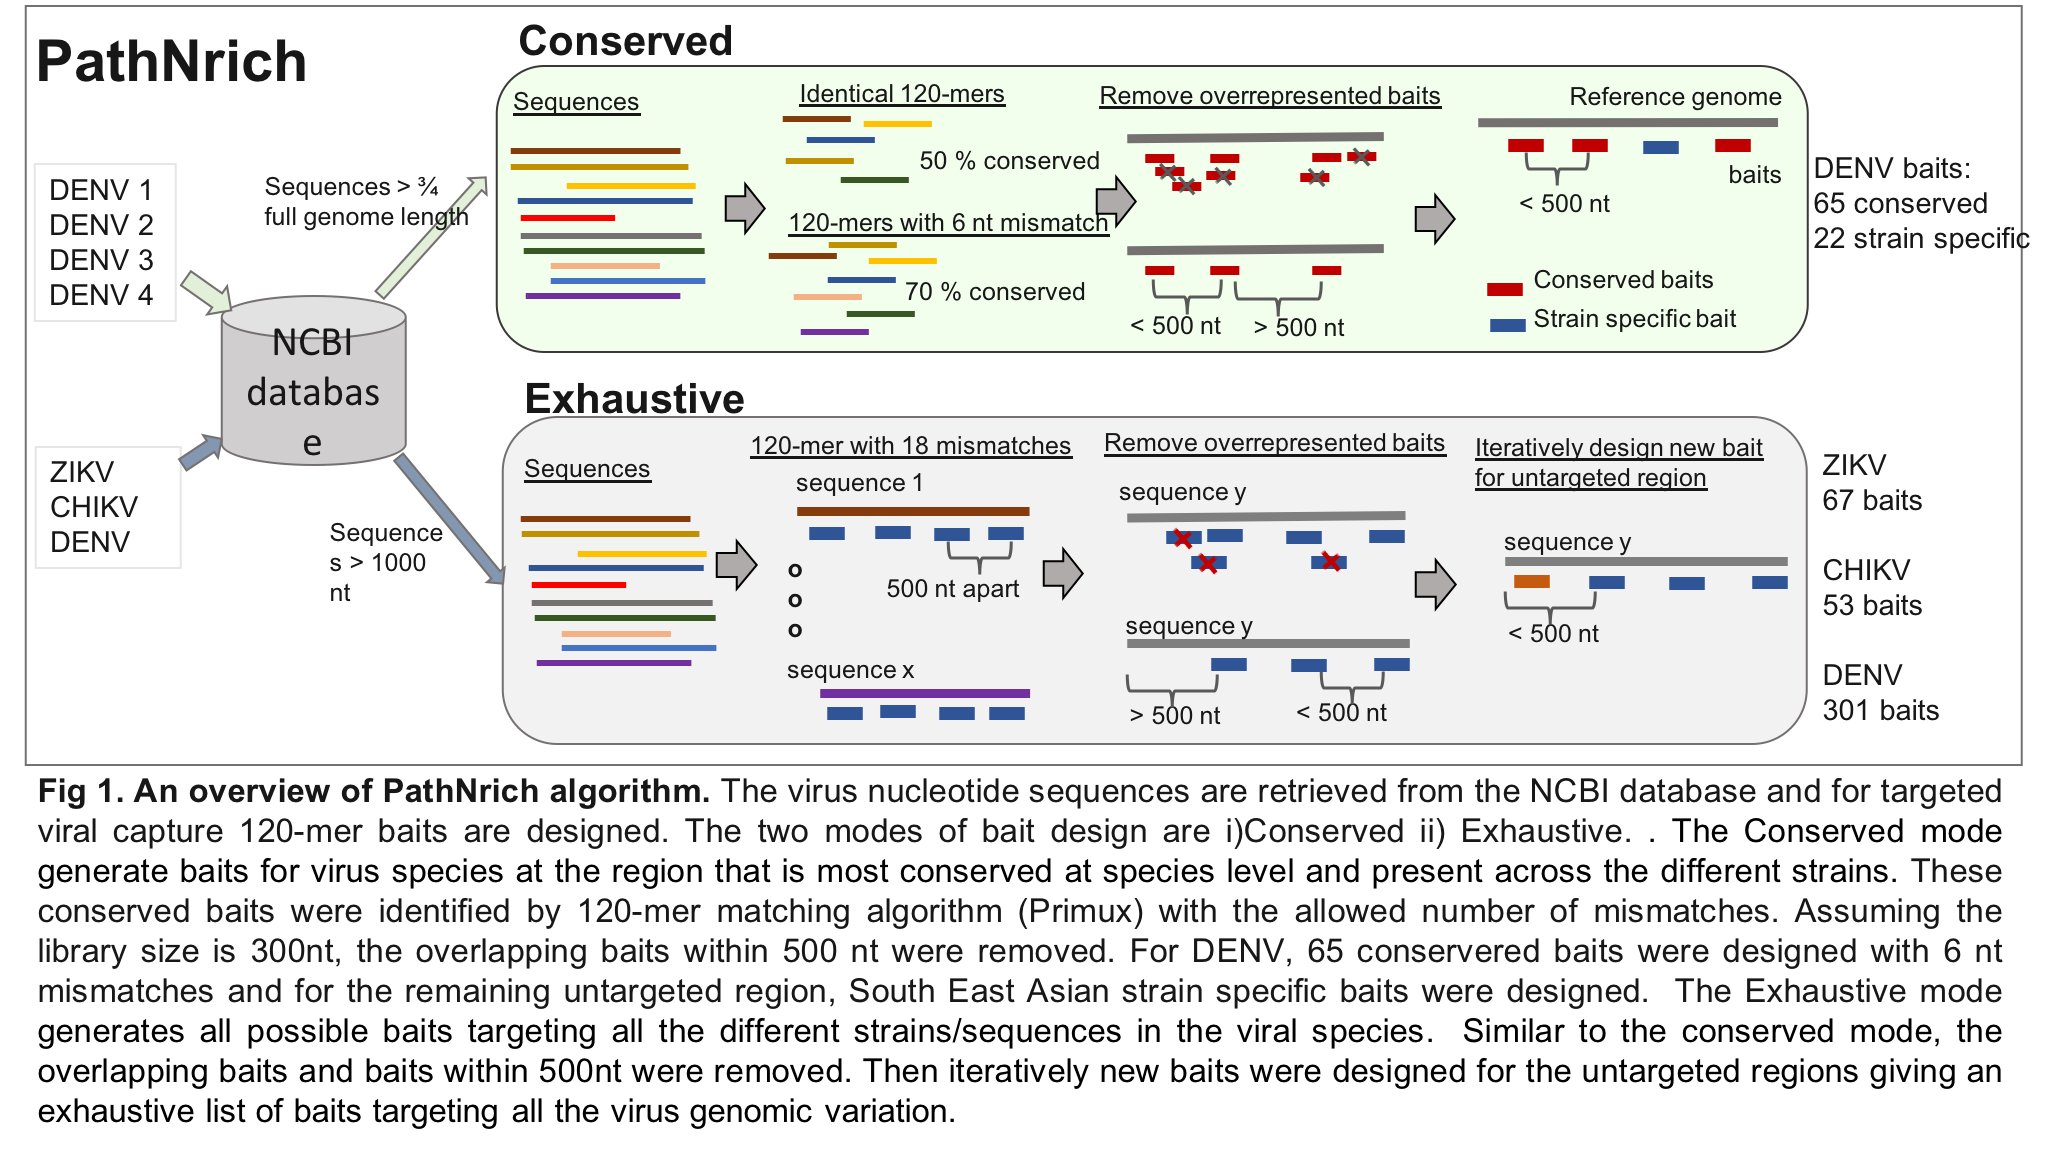 PathNrich
DENV 1
DENV 2
DENV 3
DENV 4
ZIKV
CHIKV
DENV
NCBI
databas
e
Sequences > ¾
full genome length
Sequence
s > 1000
nt
Conserved
Sequences
Identical 120-mers
50 % conserved
120-mers with 6 nt mismatch
70 % conserved
Remove overrepresented baits
< 500 nt
> 500 nt
Reference genome
baits
< 500 nt
Conserved baits
Strain specific bait
DENV baits:
65 conserved
22 strain specific
Exhaustive
Sequences
120-mer with 18 mismatches
sequence 1
500 nt apart
o
o
o
sequence x
Remove overrepresented baits
sequence y
sequence y
> 500 nt
< 500 nt
Iteratively design new bait
for untargeted region
sequence y
< 500 nt
ZIKV
67 baits
CHIKV
53 baits
DENV
301 baits
Fig 1. An overview of PathNrich algorithm. The virus nucleotide sequences are retrieved from the NCBI database and for targeted
viral capture 120-mer baits are designed. The two modes of bait design are i)Conserved ii) Exhaustive. . The Conserved mode
generate baits for virus species at the region that is most conserved at species level and present across the different strains. These
conserved baits were identified by 120-mer matching algorithm (Primux) with the allowed number of mismatches. Assuming the
library size is 300nt, the overlapping baits within 500 nt were removed. For DENV, 65 conservered baits were designed with 6 nt
mismatches and for the remaining untargeted region, South East Asian strain specific baits were designed. The Exhaustive mode
generates all possible baits targeting all the different strains/sequences in the viral species. Similar to the conserved mode, the
overlapping baits and baits within 500nt were removed. Then iteratively new baits were designed for the untargeted regions giving an
exhaustive list of baits targeting all the virus genomic variation.